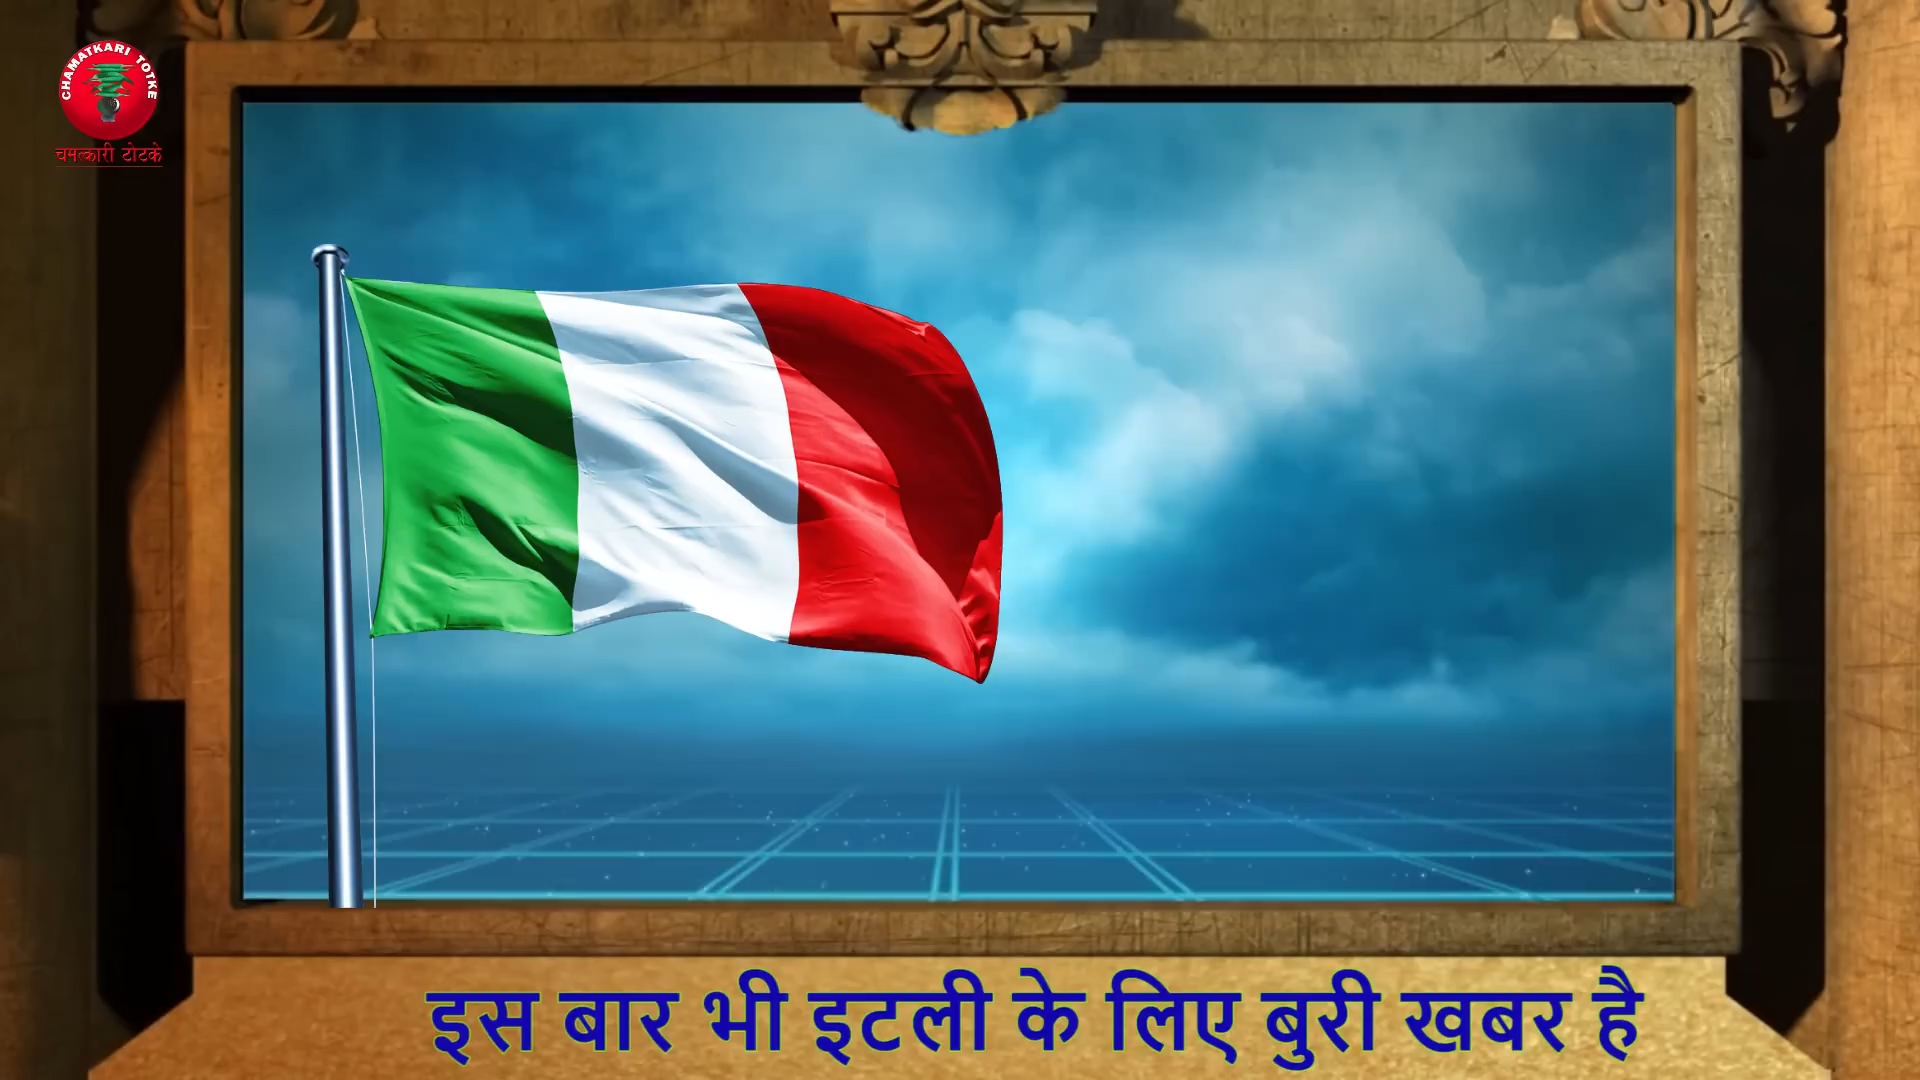 CHAMATKARI TOTKE
चमत्कारी टोटके
इस बार भी इटली के लिए बुरी खबर है